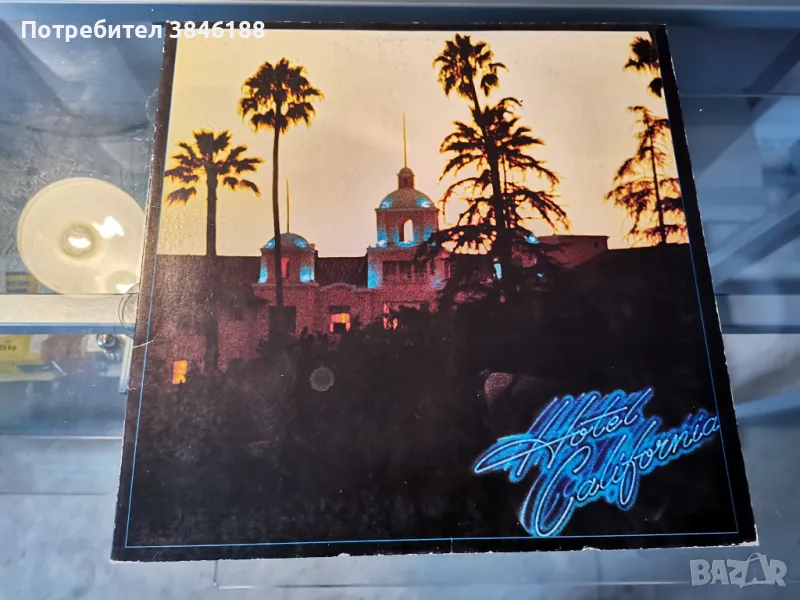 Потребител 3846188
Hotel
California
BAZAR